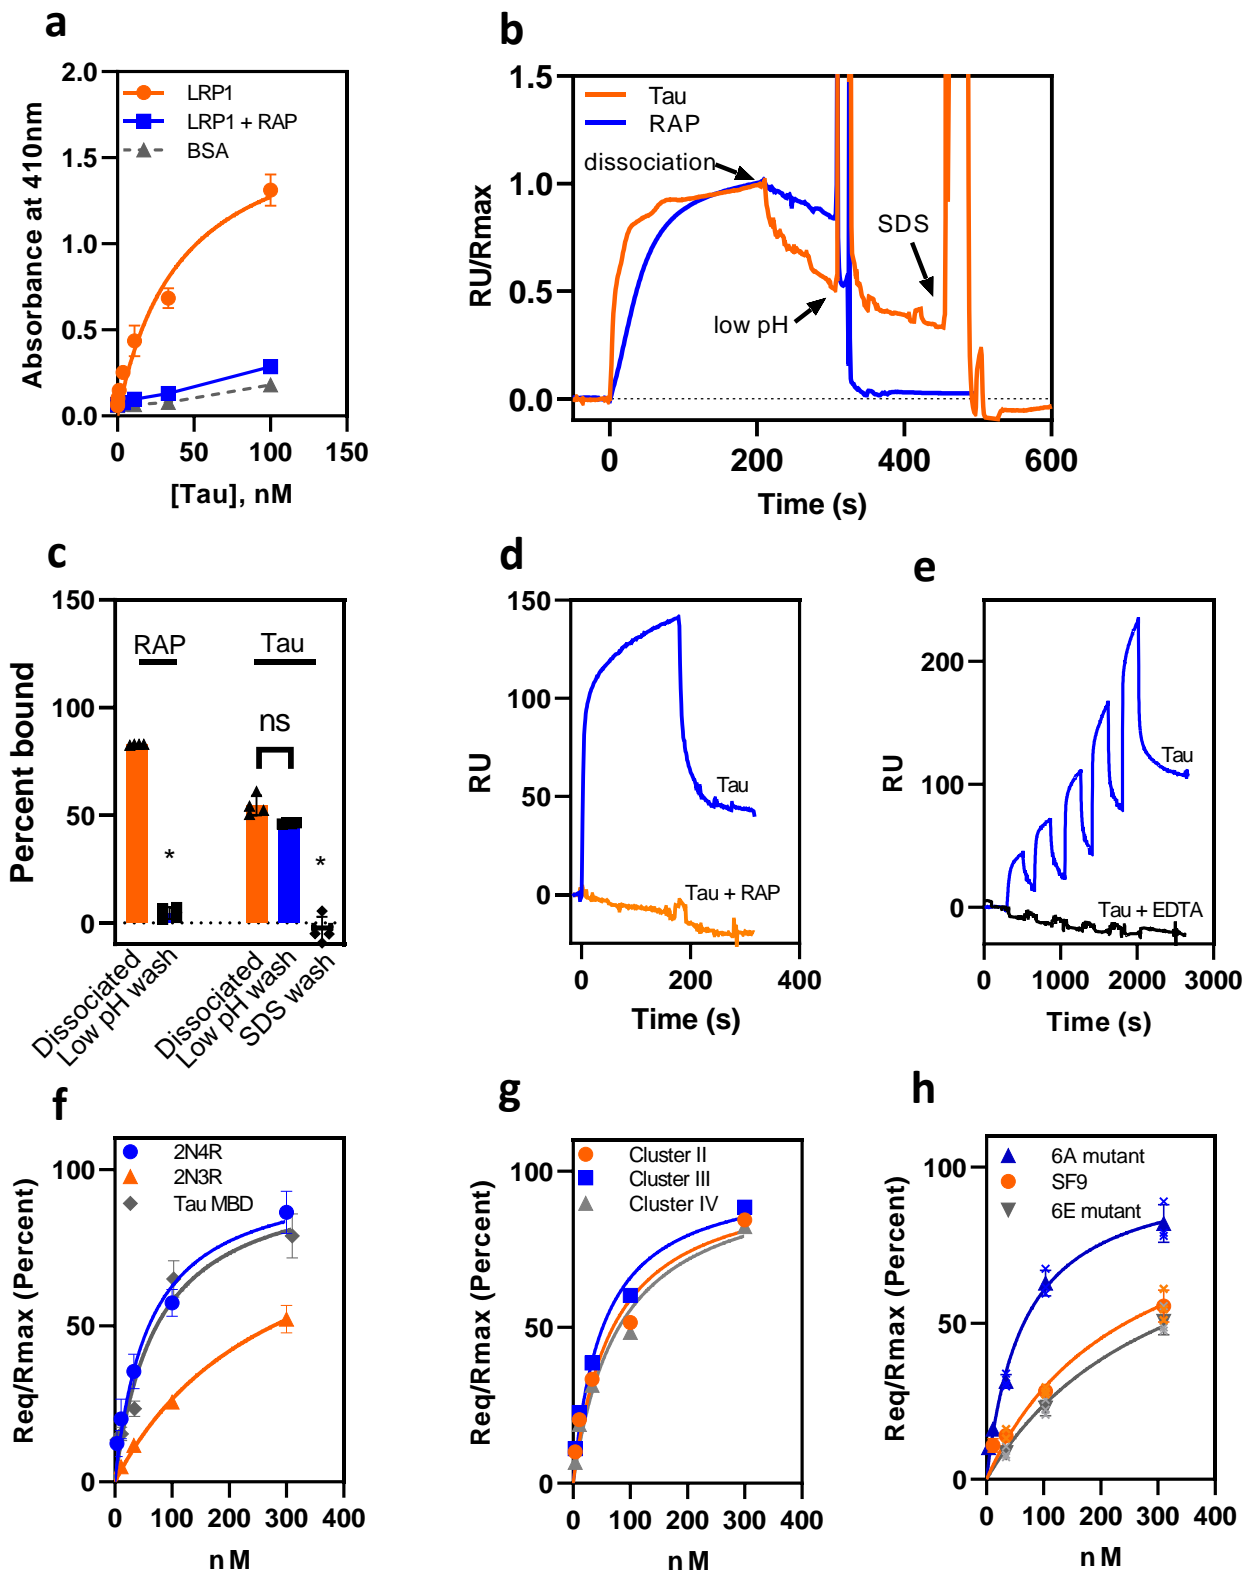 a
2.0
1.5
1.0
0.5
0.0
Absorbance at 410nm
LRP1
LRP1 + RAP
BSA
0 50 100 150
[Tau], nM
b
1.5
1.0
0.5
0.0
RU/Rmax
Tau
RAP
dissociation
SDS
low pH
0 200 400 600
Time (s)
c
150
100
50
0
Percent bound
RAP
Tau
ns
*
*
Dissociated
Low pH wash
Dissociated
Low pH wash
SDS wash
d
150
100
50
0
RU
Tau
Tau + RAP
0 200 400
Time (s)
e
200
100
0
RU
Tau
Tau + EDTA
0 1000 2000 3000
Time (s)
f
100
50
0
Req/Rmax (Percent)
2N4R
2N3R
Tau MBD
0 100 200 300 400
nM
g
100
50
0
Req/Rmax (Percent)
Cluster II
Cluster III
Cluster IV
0 100 200 300 400
nM
h
100
50
0
Req/Rmax (Percent)
6A mutant
SF9
6E mutant
0 100 200 300 400
nM